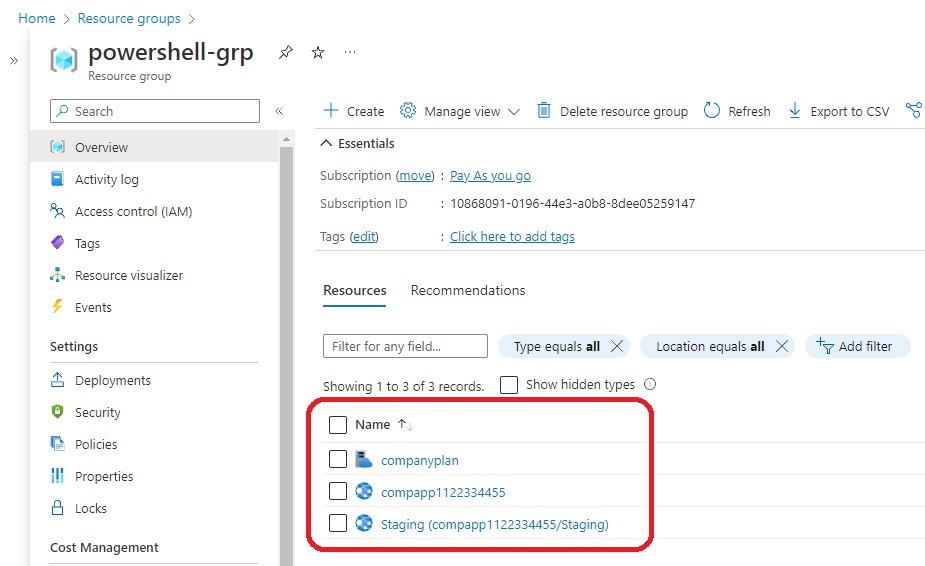 Home > Resource groups >
»
powershell-grp ...
Resource group
Search «
Overview
Activity log
Access control (IAM)
Tags
Resource visualizer
Events
Settings
Deployments
Security
Policies
Properties
Locks
Cost Management
Create Manage view Delete resource group Refresh Export to CSV
Essentials
Subscription (move) : Pay As you go
Subscription ID : 10868091-0196-44e3-a0b8-8dee05259147
Tags (edit) : Click here to add tags
Resources Recommendations
Filter for any field... Type equals all Location equals all Add filter
Showing 1 to 3 of 3 records. Show hidden types
Name ↑↓
companyplan
compapp1122334455
Staging (compapp1122334455/Staging)